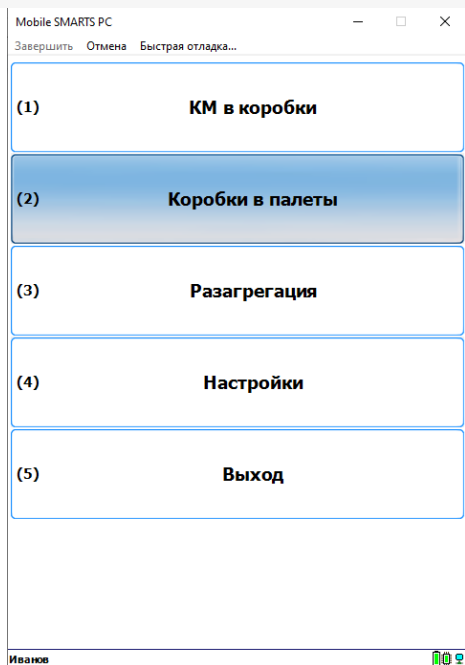 Mobile SMARTS PC
Завершить Отмена Быстрая отладка...
(1) КМ в коробки
(2) Коробки в палеты
(3) Разагрегация
(4) Настройки
(5) Выход
Иванов